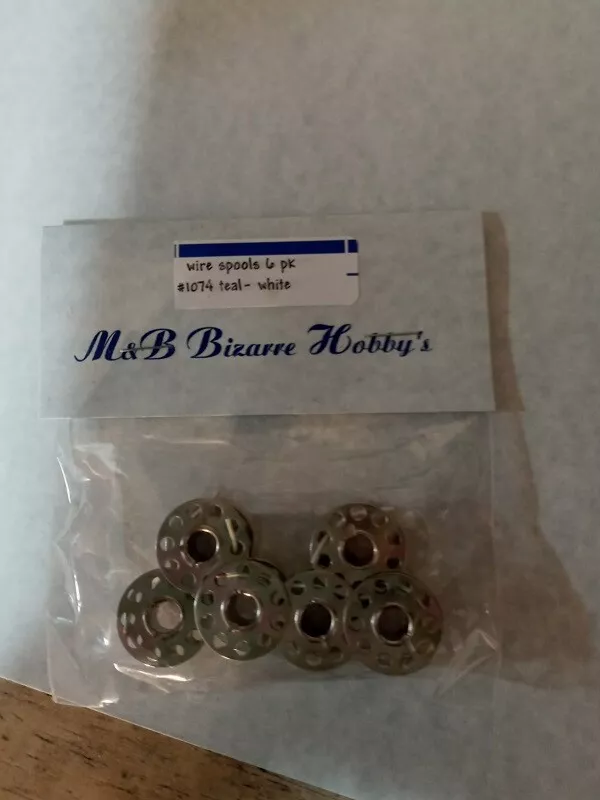 wire spools 6 pk
#1074 teal- white
M&B Bizarre Hobby's